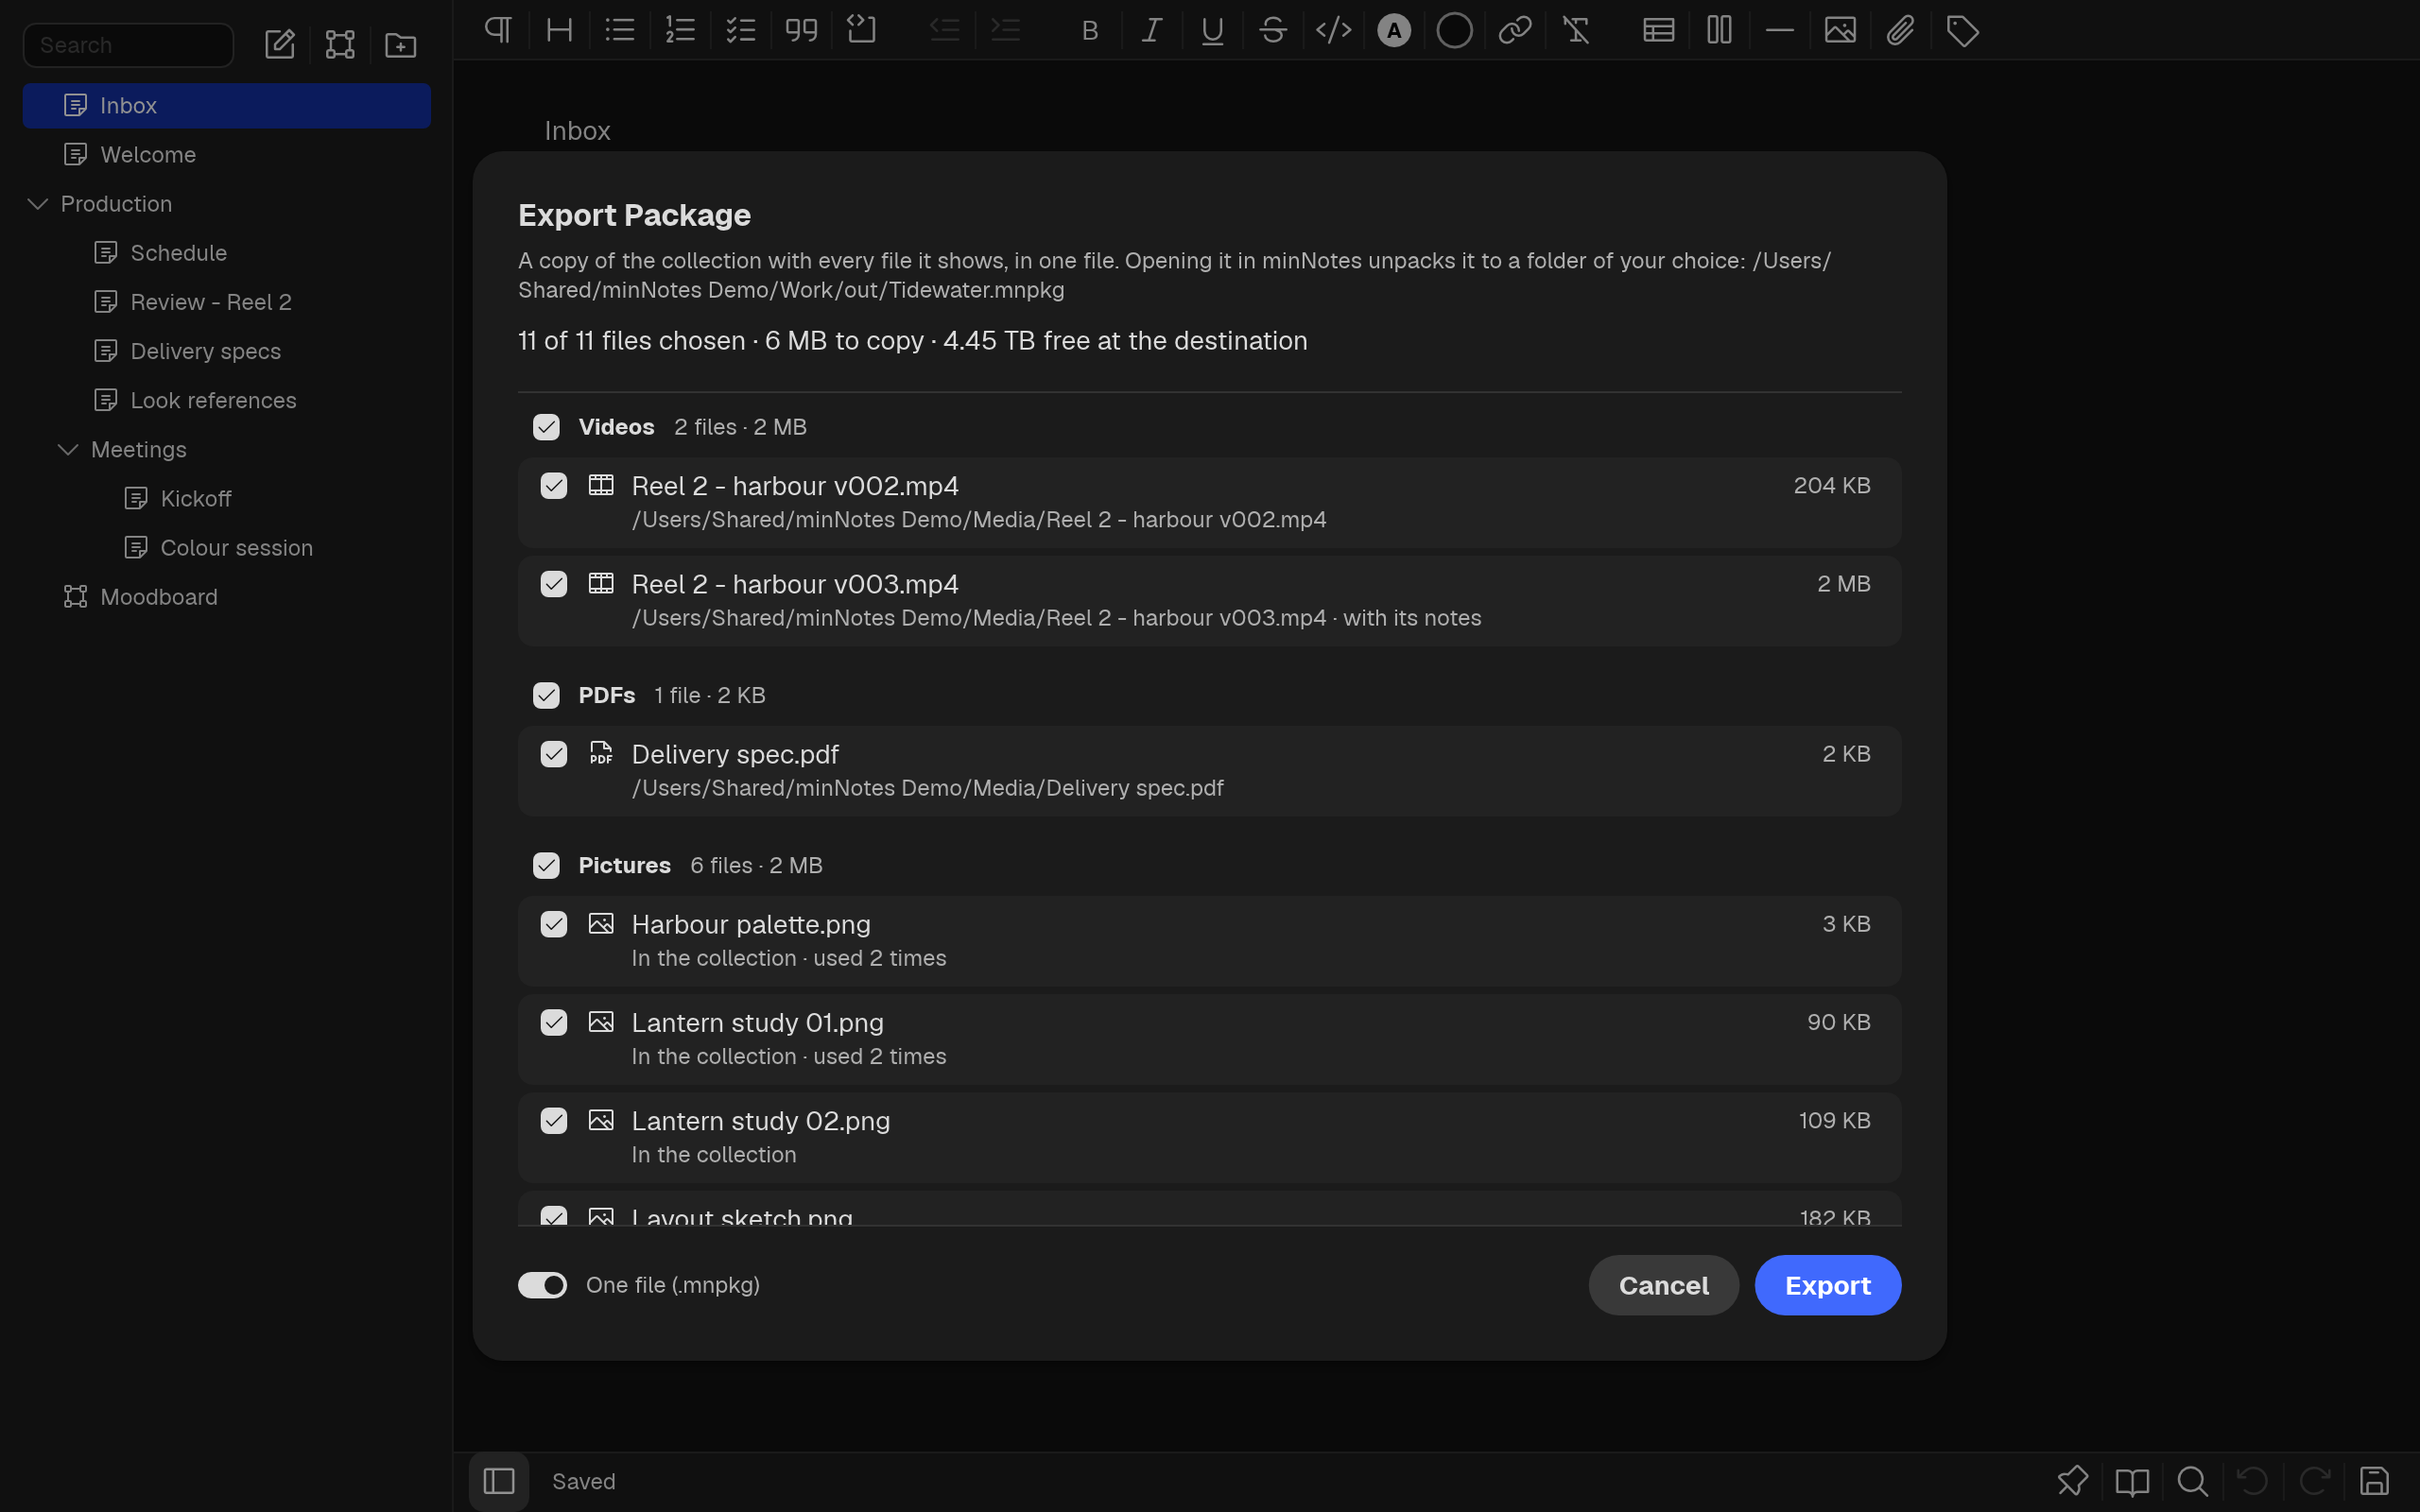 Search
Inbox
Welcome
Production
Schedule
Review - Reel 2
Delivery specs
Look references
Meetings
Kickoff
Colour session
Moodboard
Inbox
Export Package
A copy of the collection with every file it shows, in one file. Opening it in minNotes unpacks it to a folder of your choice: /Users/
Shared/minNotes Demo/Work/out/Tidewater.mnpkg
11 of 11 files chosen · 6 MB to copy · 4.45 TB free at the destination
Videos 2 files · 2 MB
Reel 2 - harbour v002.mp4 204 KB
/Users/Shared/minNotes Demo/Media/Reel 2 - harbour v002.mp4
Reel 2 - harbour v003.mp4 2 MB
/Users/Shared/minNotes Demo/Media/Reel 2 - harbour v003.mp4 · with its notes
PDFs 1 file · 2 KB
PDF Delivery spec.pdf 2 KB
/Users/Shared/minNotes Demo/Media/Delivery spec.pdf
Pictures 6 files · 2 MB
Harbour palette.png 3 KB
In the collection · used 2 times
Lantern study 01.png 90 KB
In the collection · used 2 times
Lantern study 02.png 109 KB
In the collection
Layout sketch.png 182 KB
One file (.mnpkg)
Cancel
Export
Saved